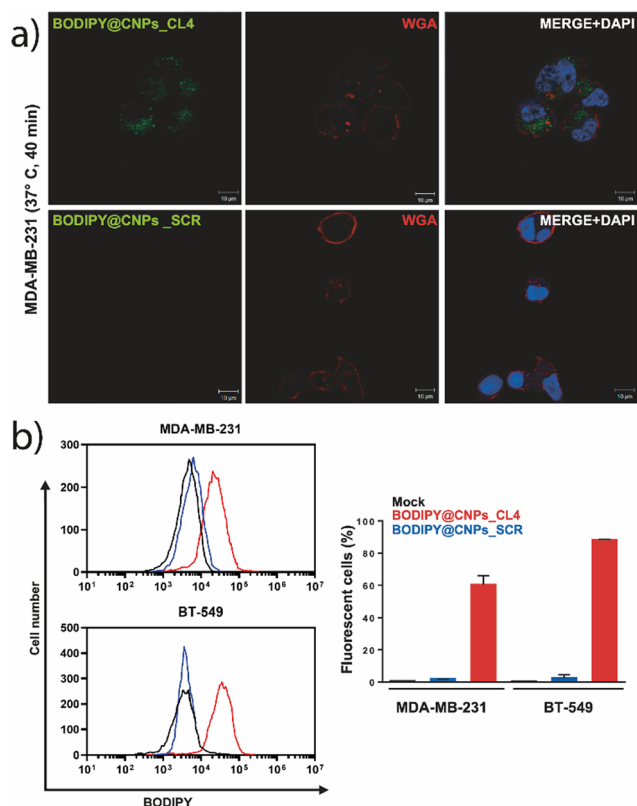 a)
MDA-MB-231 (37° C, 40 min)
BODIPY@CNPs_CL4
WGA
MERGE+DAPI
10 µm
10 µm
10 µm
BODIPY@CNPs _SCR
WGA
MERGE+DAPI
10 µm
10 µm
10 µm
b)
MDA-MB-231
300
200
100
0
10¹ 10² 10³ 10⁴ 10⁵ 10⁶ 10⁷
BT-549
500
400
300
200
100
0
10¹ 10² 10³ 10⁴ 10⁵ 10⁶ 10⁷
Cell number
BODIPY
Mock
BODIPY@CNPs_CL4
BODIPY@CNPs_SCR
Fluorescent cells (%)
100
80
60
40
20
0
MDA-MB-231
BT-549